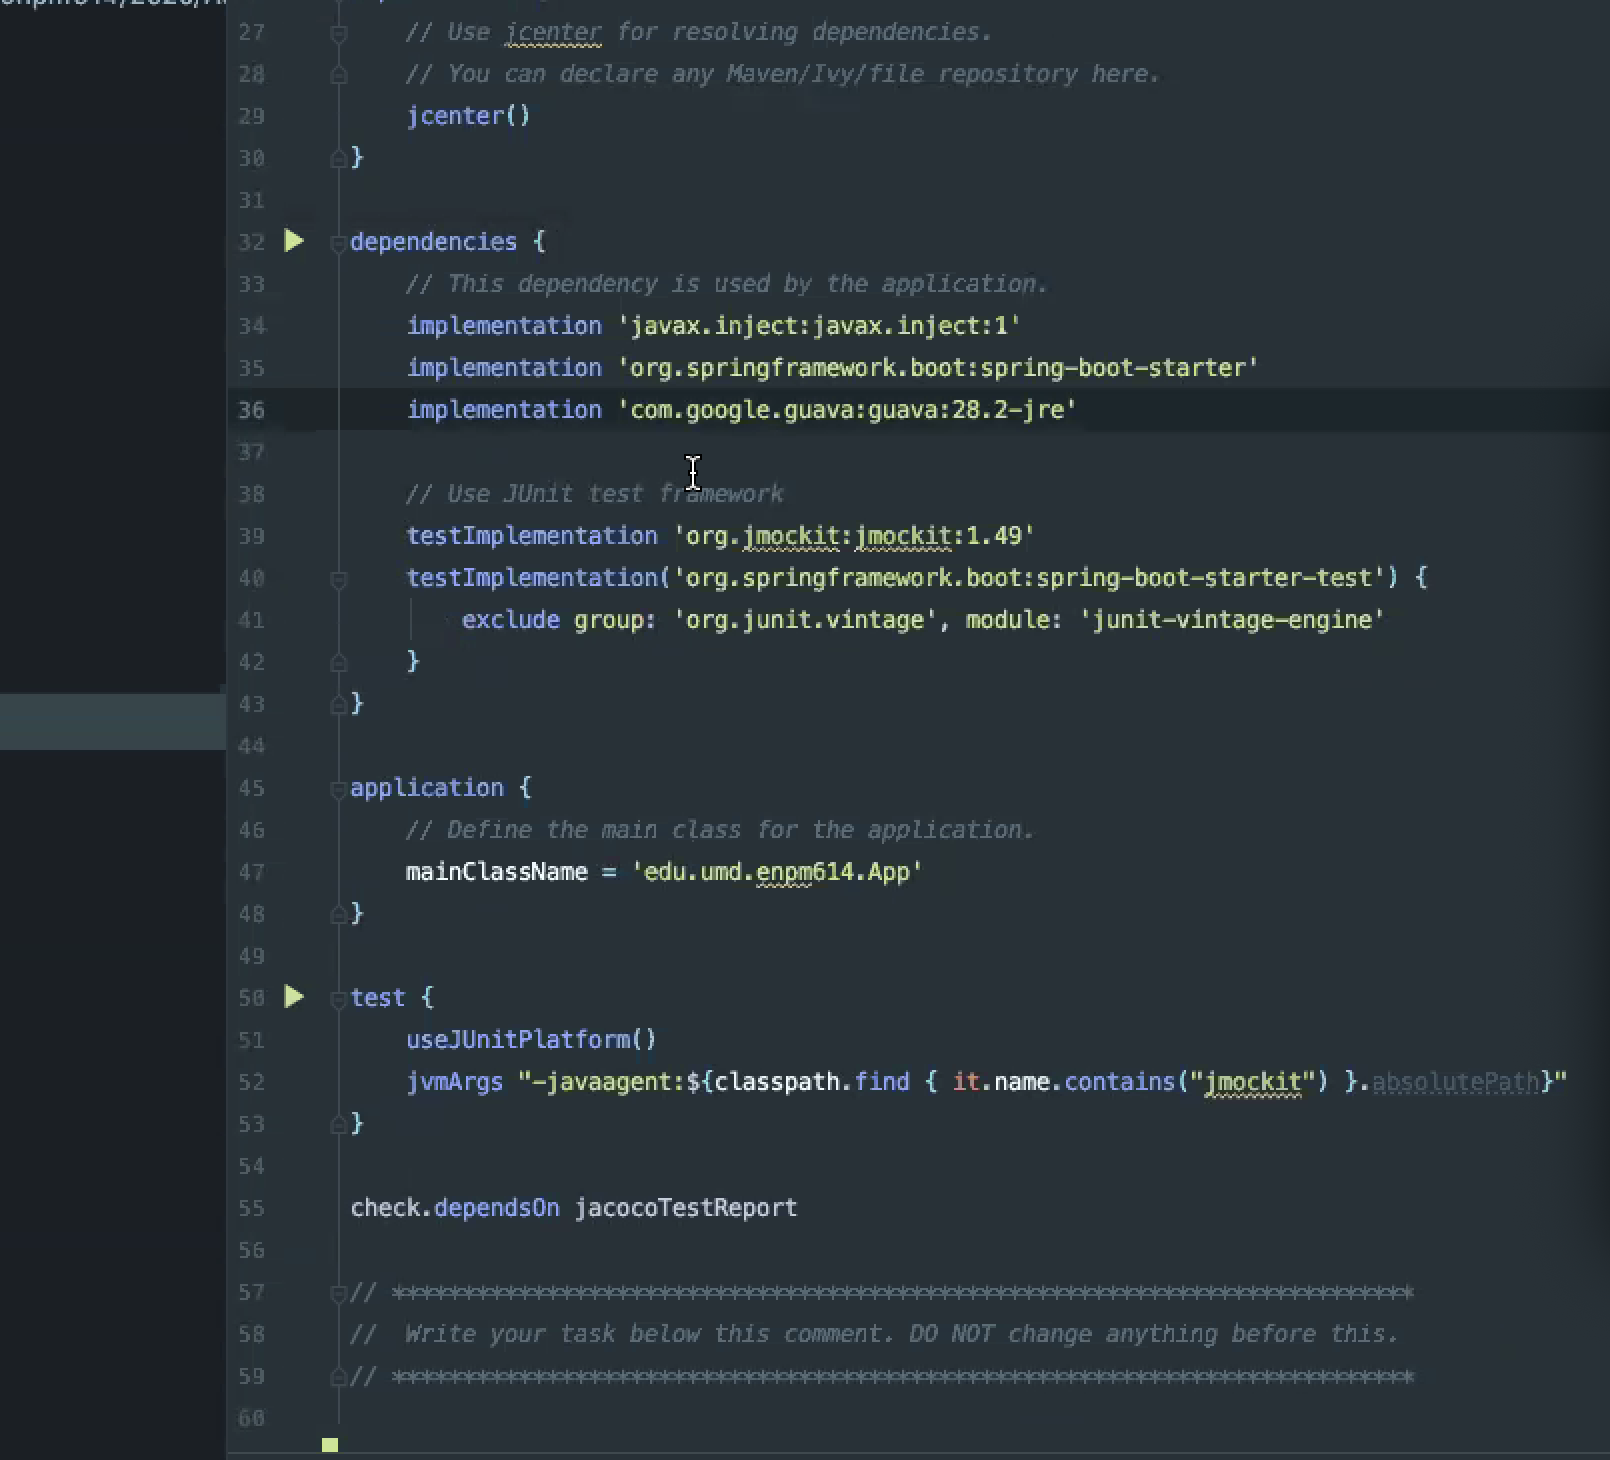 27 // Use jcenter for resolving dependencies.
28 // You can declare any Maven/Ivy/file repository here.
29 jcenter()
30 }
31
32 dependencies {
33 // This dependency is used by the application.
34 implementation 'javax.inject:javax.inject:1'
35 implementation 'org.springframework.boot:spring-boot-starter'
36 implementation 'com.google.guava:guava:28.2-jre'
37
38 // Use JUnit test framework
39 testImplementation 'org.jmockit:jmockit:1.49'
40 testImplementation('org.springframework.boot:spring-boot-starter-test') {
41 exclude group: 'org.junit.vintage', module: 'junit-vintage-engine'
42 }
43 }
44
45 application {
46 // Define the main class for the application.
47 mainClassName = 'edu.umd.enpm614.App'
48 }
49
50 test {
51 useJUnitPlatform()
52 jvmArgs "-javaagent:${classpath.find { it.name.contains("jmockit") }.absolutePath}"
53 }
54
55 check.dependsOn jacocoTestReport
56
57 // *************************************************************************
58 // Write your task below this comment. DO NOT change anything before this.
59 // *************************************************************************
60